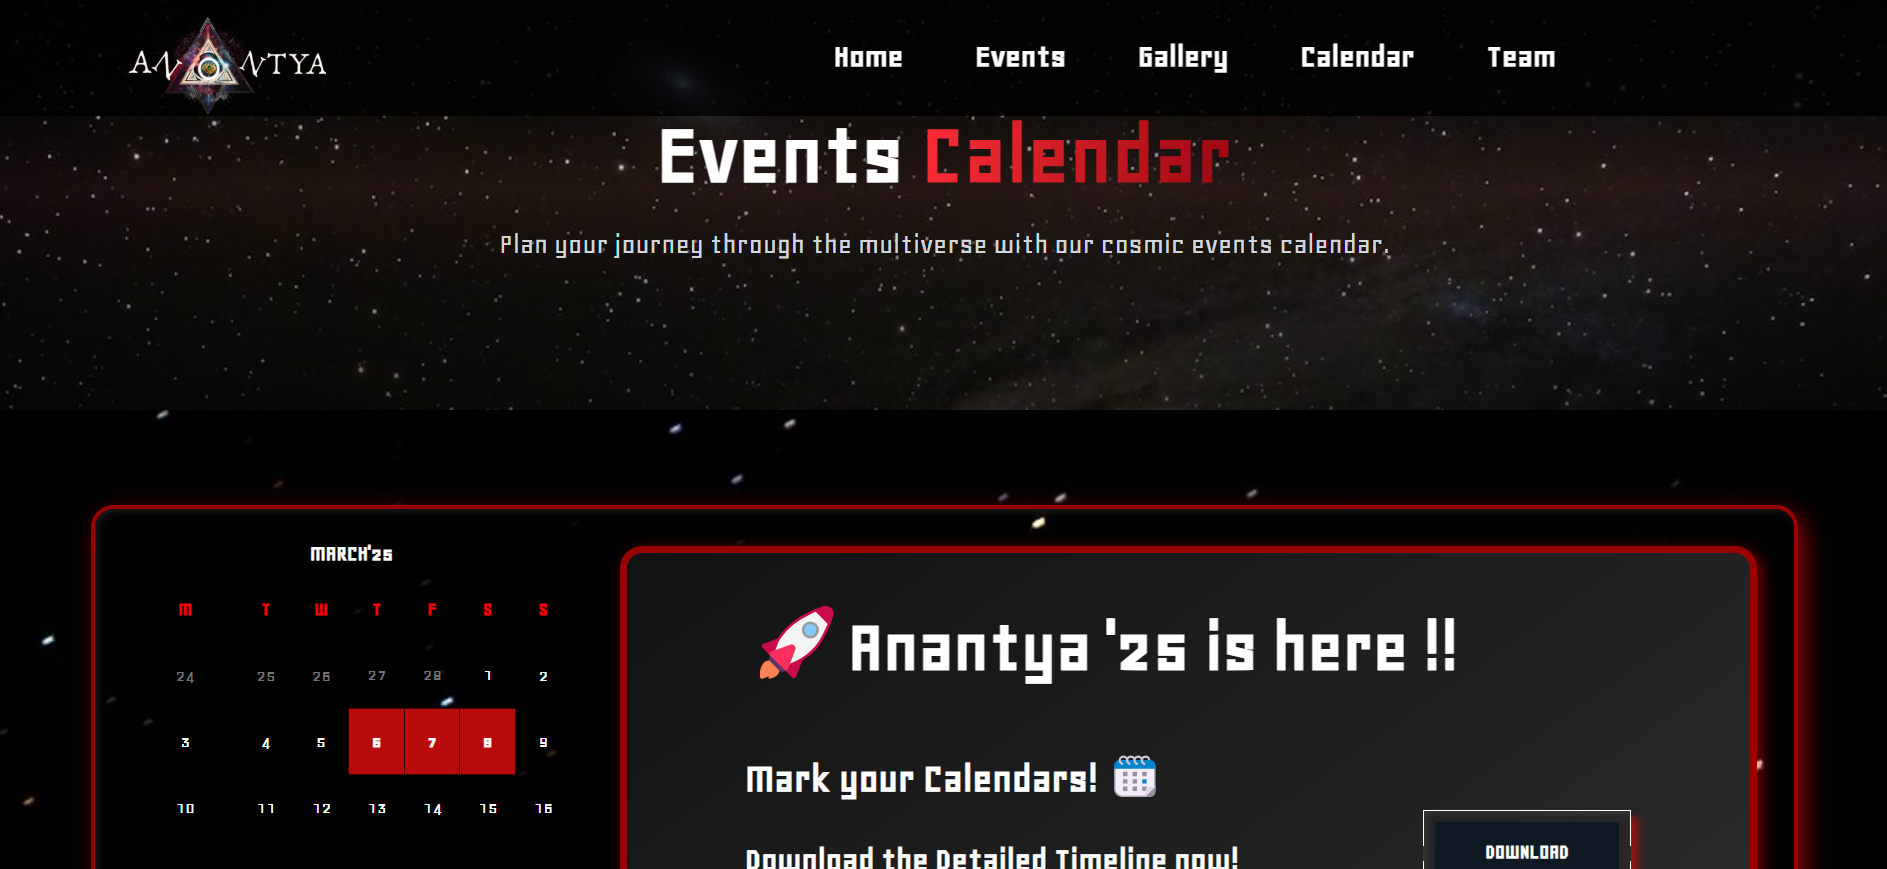 ANANTYA
Home Events Gallery Calendar Team
Events Calendar
Plan your journey through the multiverse with our cosmic events calendar.
MARCH'25
M T W T F S S
24 25 26 27 28 1 2
3 4 5 6 7 8 9
10 11 12 13 14 15 16
🚀 Anantya '25 is here !!
Mark your Calendars! 🗓️
Download the Detailed Timeline now!
DOWNLOAD